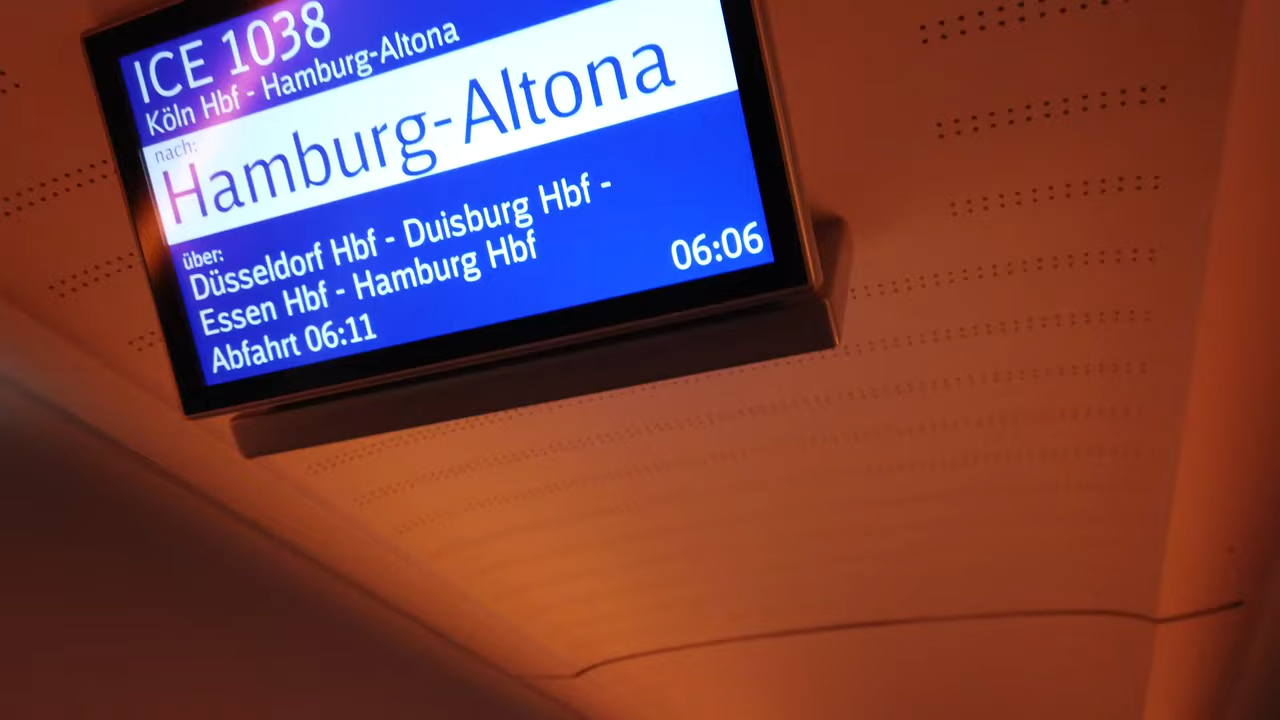 ICE 1038
Köln Hbf - Hamburg-Altona
nach:
Hamburg-Altona
über:
Düsseldorf Hbf - Duisburg Hbf -
Essen Hbf - Hamburg Hbf
06:06
Abfahrt 06:11